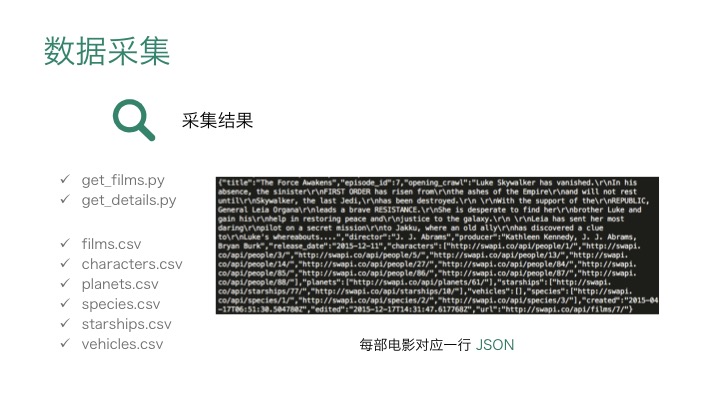 数据采集
采集结果
✓ get_films.py
✓ get_details.py
✓ films.csv
✓ characters.csv
✓ planets.csv
✓ species.csv
✓ starships.csv
✓ vehicles.csv
{"title":"The Force Awakens","episode_id":7,"opening_crawl":"Luke Skywalker has vanished.\r\nIn his
absence, the sinister\r\nFIRST ORDER has risen from\r\nthe ashes of the Empire\r\nand will not rest
until\r\nSkywalker, the last Jedi,\r\nhas been destroyed.\r\n \r\nWith the support of the\r\nREPUBLIC,
General Leia Organa\r\nleads a brave RESISTANCE.\r\nShe is desperate to find her\r\nbrother Luke and
gain his\r\nhelp in restoring peace and\r\njustice to the galaxy.\r\n \r\nLeia has sent her most
daring\r\npilot on a secret mission\r\nto Jakku, where an old ally\r\nhas discovered a clue
to\r\nLuke's whereabouts....","director":"J. J. Abrams","producer":"Kathleen Kennedy, J. J. Abrams,
Bryan Burk","release_date":"2015-12-11","characters":["http://swapi.co/api/people/1/","http://swapi.
co/api/people/3/","http://swapi.co/api/people/5/","http://swapi.co/api/people/13/","http://swapi.
co/api/people/14/","http://swapi.co/api/people/27/","http://swapi.co/api/people/84/","http://swapi.
co/api/people/85/","http://swapi.co/api/people/86/","http://swapi.co/api/people/87/","http://swapi.
co/api/people/88/"],"planets":["http://swapi.co/api/planets/61/"],"starships":["http://swapi.
co/api/starships/77/","http://swapi.co/api/starships/10/"],"vehicles":[],"species":["http://swapi.
co/api/species/1/","http://swapi.co/api/species/2/","http://swapi.co/api/species/3/"],"created":"2015-04
-17T06:51:30.504780Z","edited":"2015-12-17T14:31:47.617768Z","url":"http://swapi.co/api/films/7/"}
每部电影对应一行 JSON